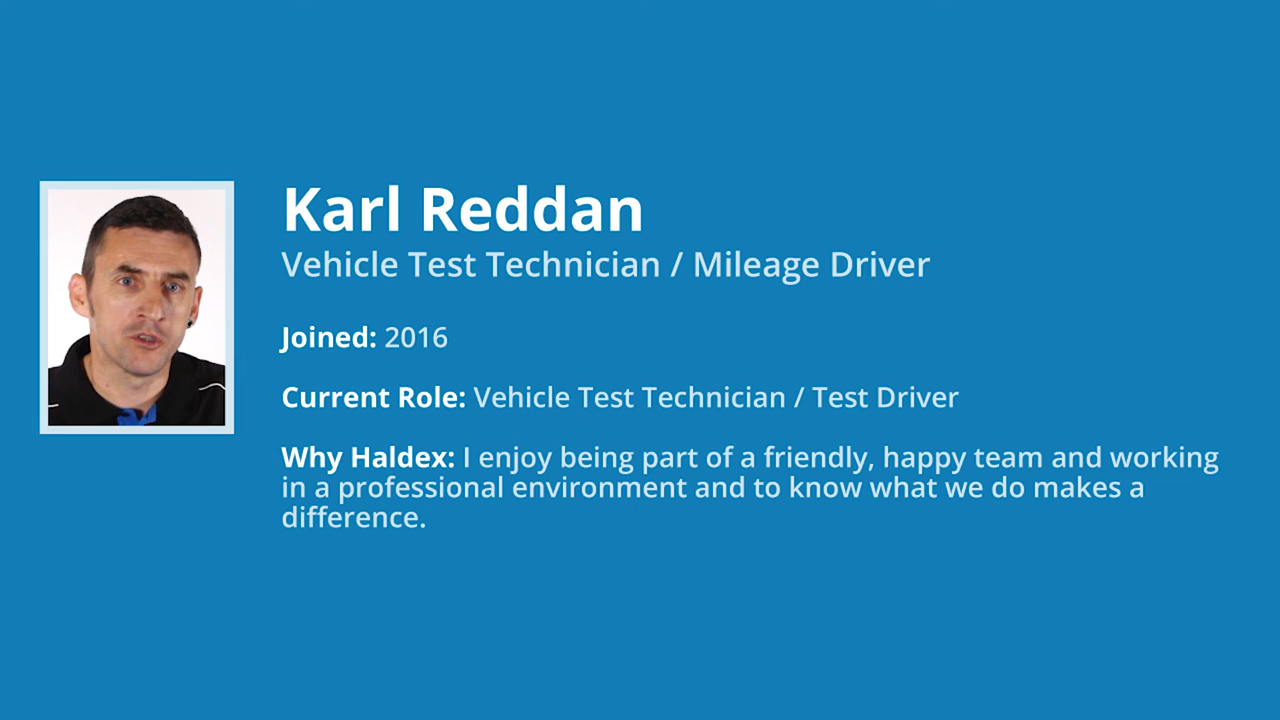 Karl Reddan
Vehicle Test Technician / Mileage Driver
Joined: 2016
Current Role: Vehicle Test Technician / Test Driver
Why Haldex: I enjoy being part of a friendly, happy team and working
in a professional environment and to know what we do makes a
difference.